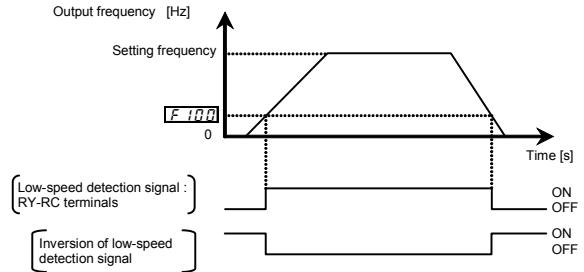 Output frequency [Hz]
Setting frequency
F 100
0
Time [s]
Low-speed detection signal :
RY-RC terminals
ON
OFF
Inversion of low-speed
detection signal
ON
OFF